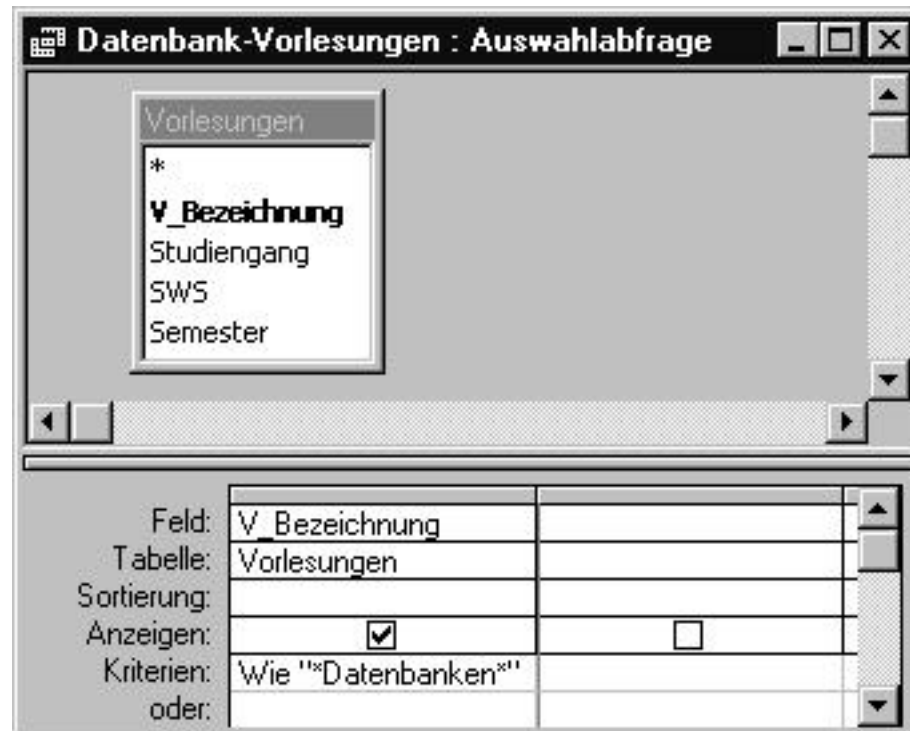 Datenbank-Vorlesungen : Auswahlabfrage
Vorlesungen
*
V_Bezeichnung
Studiengang
SWS
Semester
Feld: V_Bezeichnung
Tabelle: Vorlesungen
Sortierung:
Anzeigen:
Kriterien: Wie "*Datenbanken*"
oder: